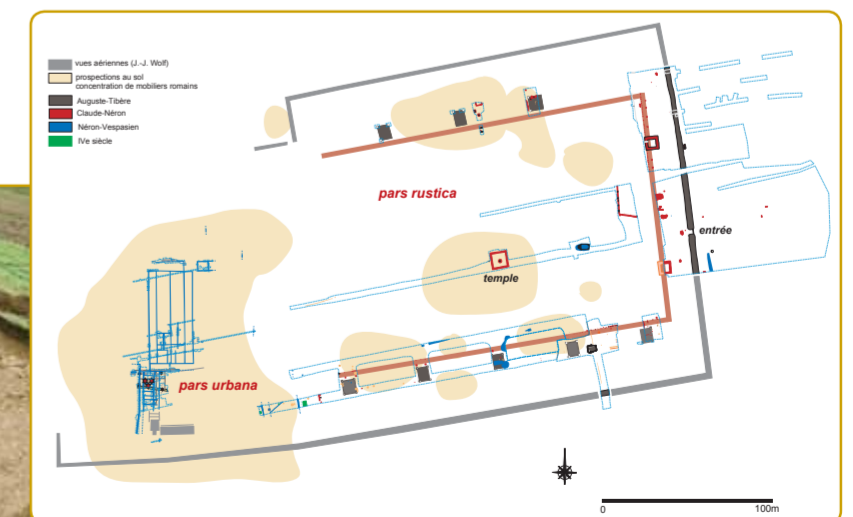 vues aériennes (J.-J. Wolf)
prospections au sol
concentration de mobiliers romains
Auguste-Tibère
Claude-Néron
Néron-Vespasien
IVe siècle
pars rustica
entrée
temple
pars urbana
0 100m